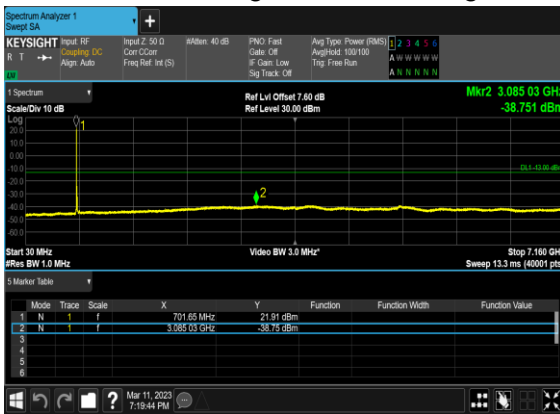 Spectrum Analyzer 1
Swept SA
KEYSIGHT Input: RF Input Z: 50 Ω #Atten: 40 dB PNO: Fast Avg Type: Power (RMS) 1 2 3 4 5 6
R T Coupling: DC Corr CCorr Gate: Off Avg|Hold: 100/100 A W W W W W
Align: Auto Freq Ref: Int (S) IF Gain: Low Trig: Free Run
Sig Track: Off A N N N N N
LV
1 Spectrum Ref Lvl Offset 7.60 dB Mkr2 3.085 03 GHz
Scale/Div 10 dB Ref Level 30.00 dBm -38.751 dBm
Log
20.0 1
10.0
0.00
-10.0 DL1 -13.00 dBm
-20.0
-30.0 2
-40.0
-50.0
-60.0
Start 30 MHz Video BW 3.0 MHz* Stop 7.160 GHz
#Res BW 1.0 MHz Sweep 13.3 ms (40001 pts)
5 Marker Table
Mode Trace Scale X Y Function Function Width Function Value
1 N 1 f 701.65 MHz 21.91 dBm
2 N 1 f 3.085 03 GHz -38.75 dBm
3
4
5
6
? Mar 11, 2023
7:19:44 PM